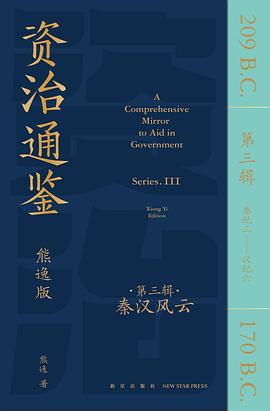 资治通鉴
熊逸版
熊逸 著
A
Comprehensive
Mirror
to Aid in
Government
Series. III
Xiong Yi
Edition
·第三辑·
秦汉风云
新星出版社 NEW STAR PRESS
209 B.C.
第三辑
秦纪三——汉纪六
170 B.C.